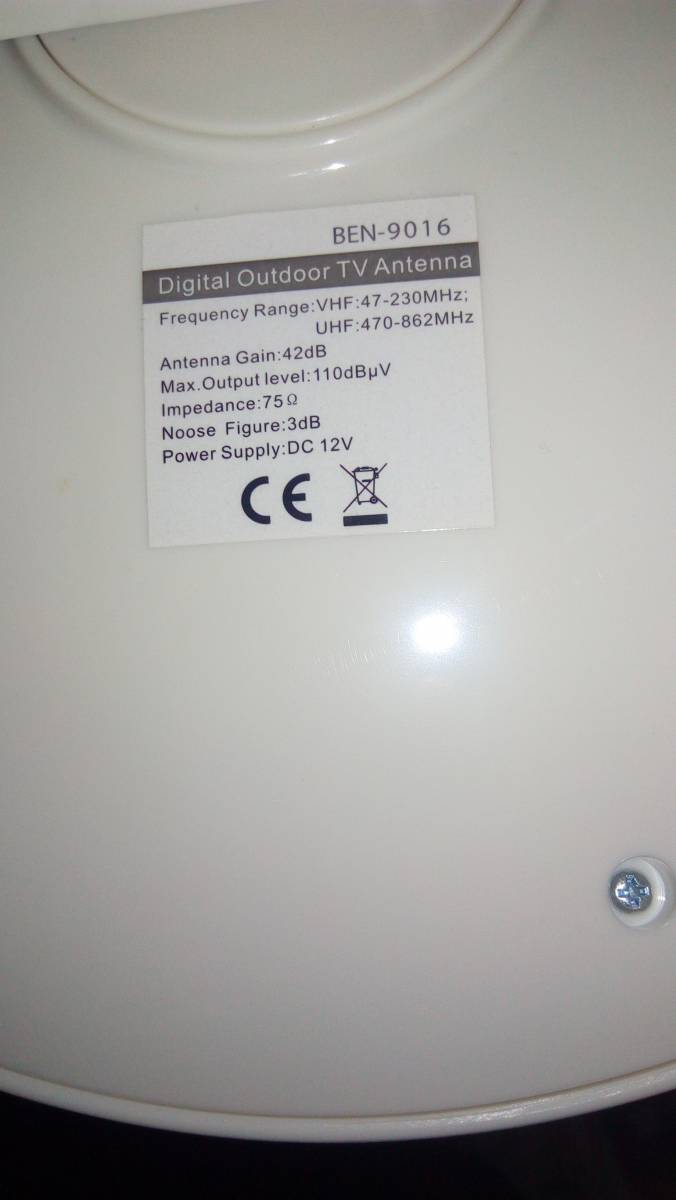 BEN-9016
Digital Outdoor TV Antenna
Frequency Range:VHF:47-230MHz;
UHF:470-862MHz
Antenna Gain:42dB
Max.Output level:110dBμV
Impedance:75Ω
Noose Figure:3dB
Power Supply:DC 12V
CE